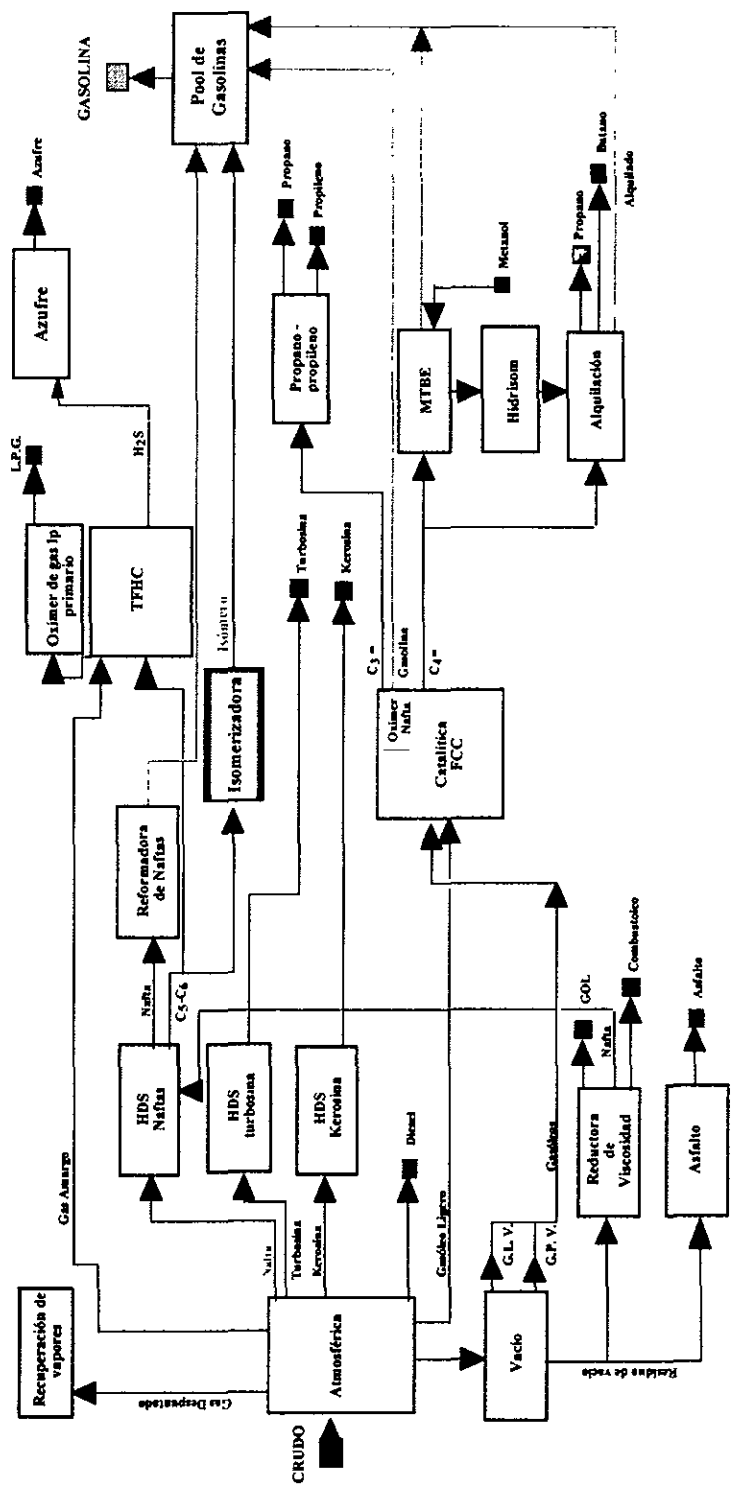 CRUDO
Recuperación de
vapores
Gas Despuntado
Gas Amargo
Atmosférica
Nafta
Turbosina
Kerosina
Diesel
Gasóleo Ligero
Vacío
G.L. V.
G.P. V.
Gasóleos
Residuo de vacío
HDS
Naftas
HDS
turbosina
HDS
Kerosina
Reductora
de
Viscosidad
Asfalto
GOL
Nafta
Combustoleo
Asfalto
Nafta
C5-C6
Reformadora
de Naftas
Isomerizadora
Isómero
Oximer de gas lp
primario
TFHC
L.P.G.
H2S
Azufre
Azufre
Turbosina
Kerosina
Oximer
Nafta
Catalítica
FCC
C3 =
Gasolina
C4=
Propano -
propileno
Propano
Propileno
MTBE
Metanol
Hidrisom
Alquilación
Propano
Butano
Alquilado
Pool de
Gasolinas
GASOLINA